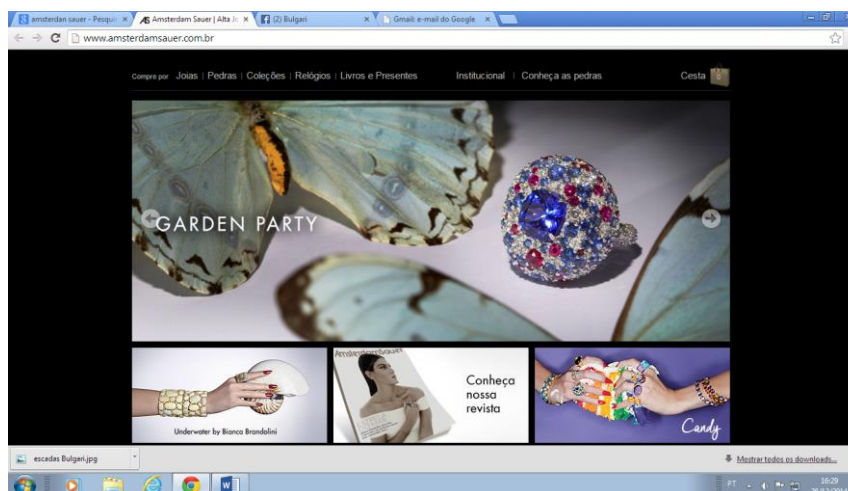 amsterdan sauer - Pesqui
Amsterdam Sauer | Alta Jo
(2) Bulgari
Gmail: e-mail do Google
www.amsterdamsauer.com.br
Compre por Joias | Pedras | Coleções | Relógios | Livros e Presentes Institucional | Conheça as pedras Cesta
GARDEN PARTY
AmsterdamSauer
Conheça
nossa
revista
Underwater by Bianca Brandolini
Candy
escadas Bulgari.jpg
Mostrar todos os downloads...
PT
16:29